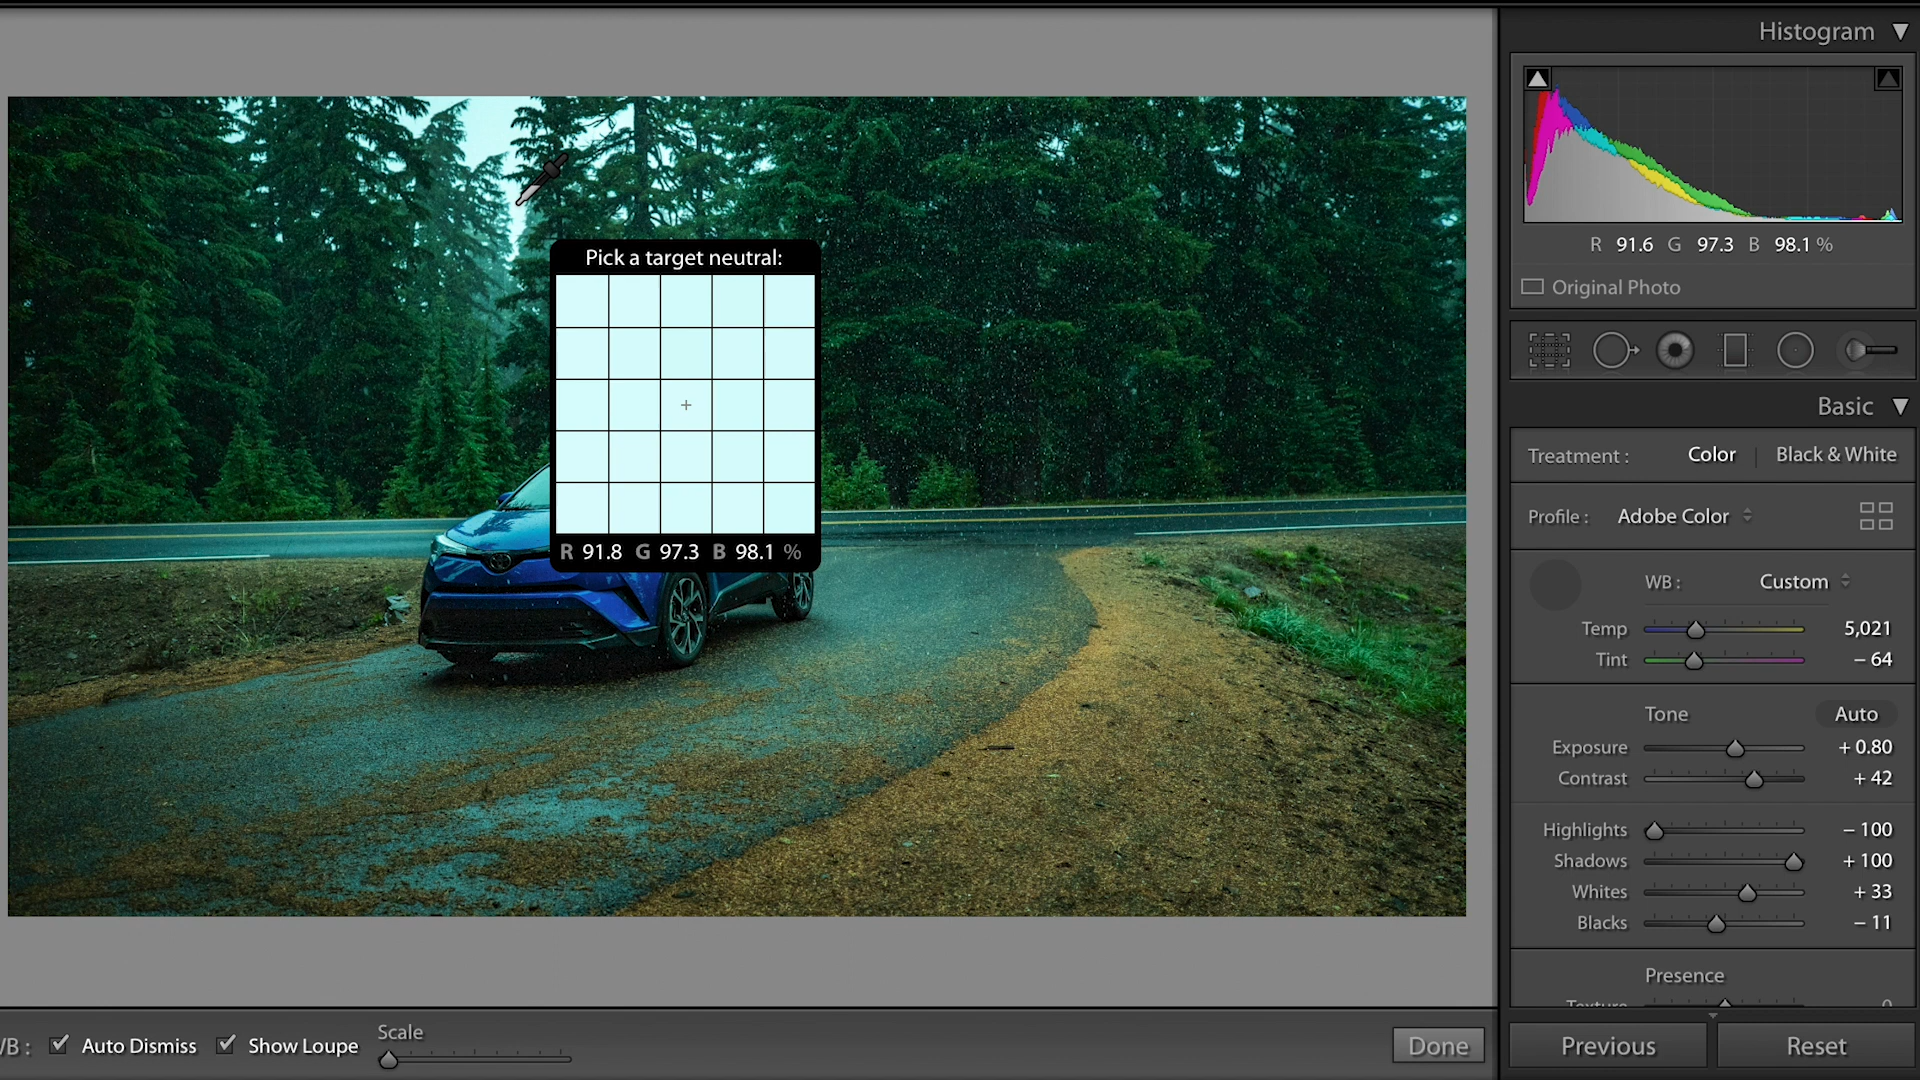 Histogram
R 91.6 G 97.3 B 98.1 %
Original Photo
Pick a target neutral:
R 91.8 G 97.3 B 98.1 %
Basic
Treatment : Color Black & White
Profile : Adobe Color
WB : Custom
Temp 5,021
Tint – 64
Tone Auto
Exposure + 0.80
Contrast + 42
Highlights – 100
Shadows + 100
Whites + 33
Blacks – 11
Presence
Texture 0
WB : Auto Dismiss Show Loupe Scale Done
Previous Reset